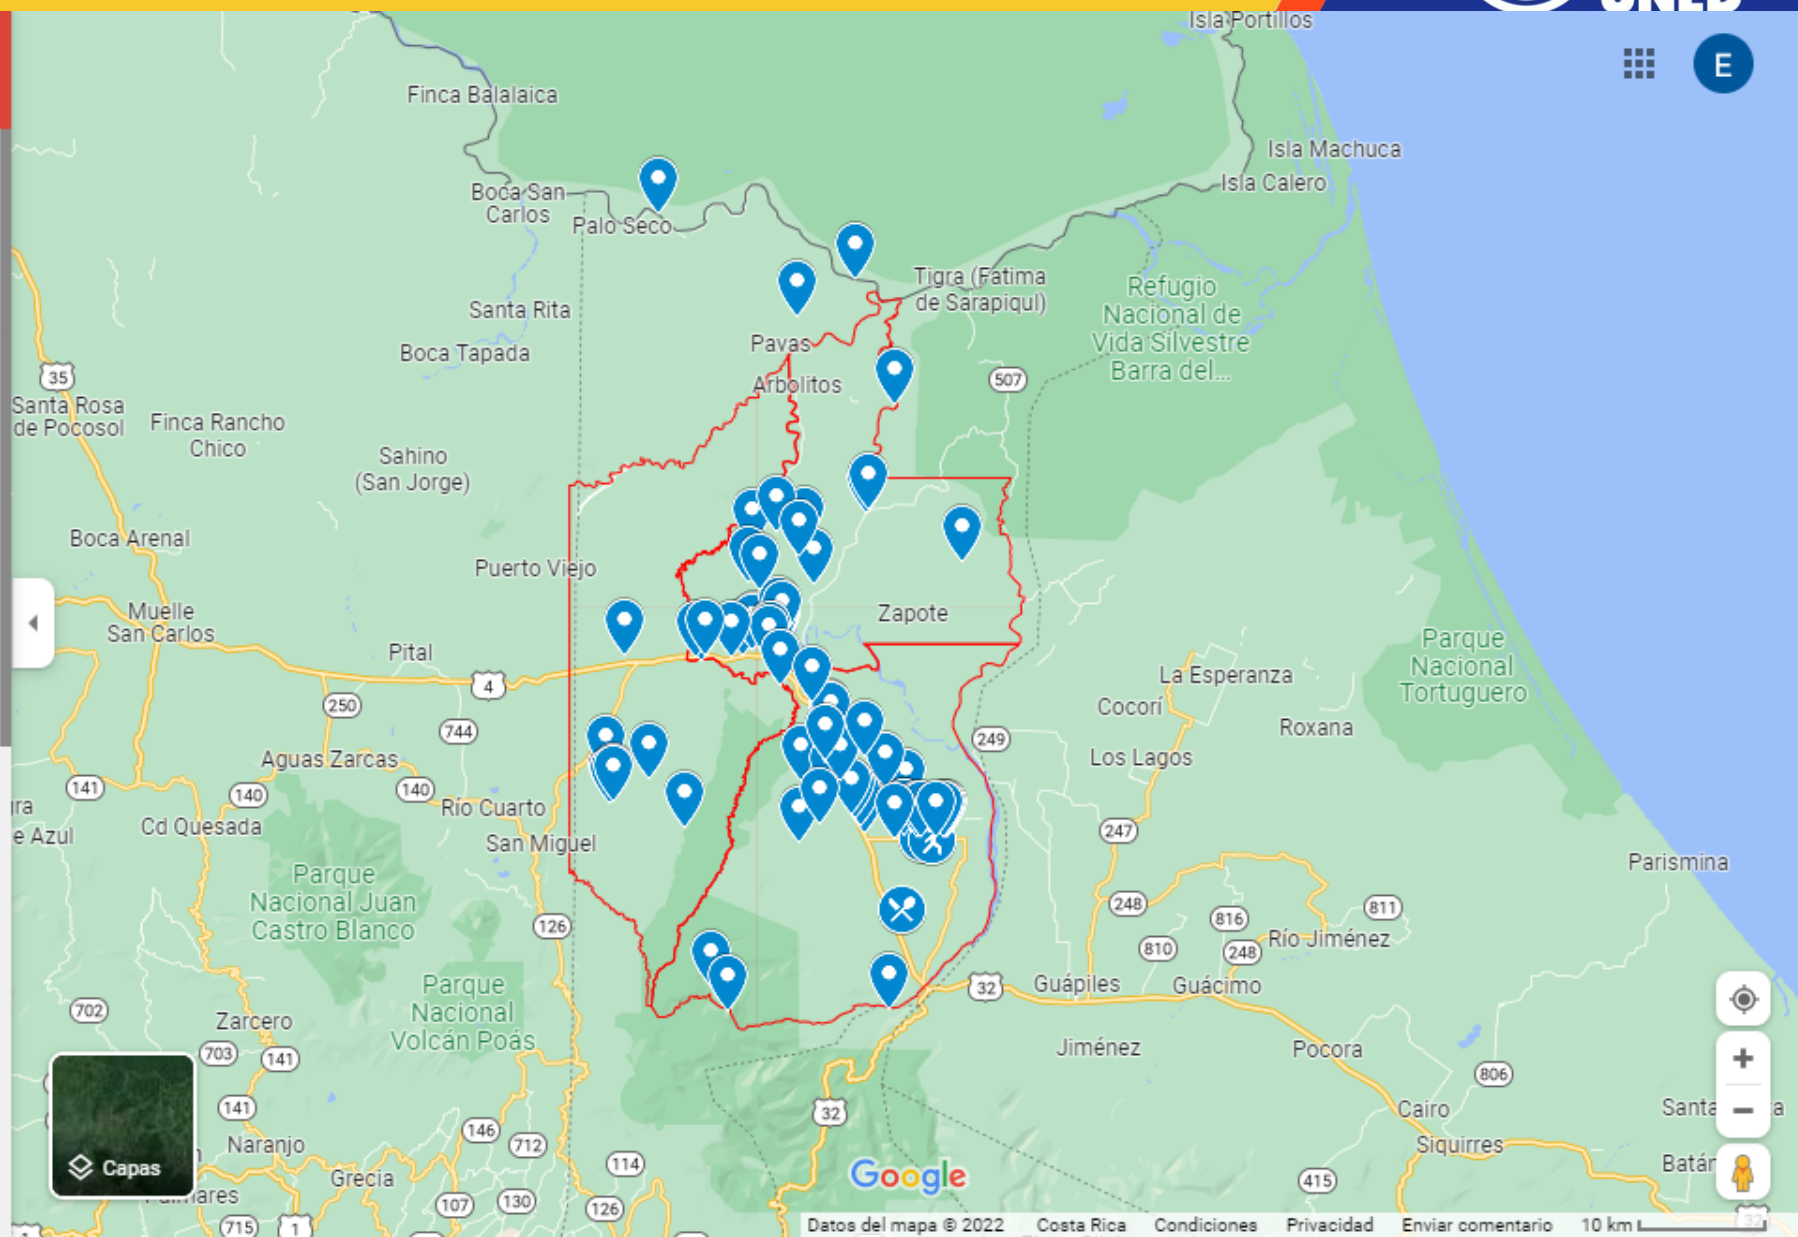 UNED
Isla Portillos
E
Finca Balalaica
Isla Machuca
Isla Calero
Boca San
Carlos
Palo Seco
Tigra (Fatima
de Sarapiquí)
Refugio
Nacional de
Vida Silvestre
Barra del...
Santa Rita
Pavas
Boca Tapada
Arbolitos
35
507
Santa Rosa
de Pocosol
Finca Rancho
Chico
Sahino
(San Jorge)
Boca Arenal
Puerto Viejo
Muelle
San Carlos
Zapote
Pital
Parque
Nacional
Tortuguero
La Esperanza
4
250
Cocorí
Roxana
744
249
Aguas Zarcas
Los Lagos
141
140
140
Río Cuarto
e Azul
Cd Quesada
San Miguel
247
Parismina
Parque
Nacional Juan
Castro Blanco
248
816
811
126
810
248
Río Jiménez
Parque
Nacional
Volcán Poás
32
Guápiles
Guácimo
702
Zarcero
703
141
Jiménez
Pocora
806
141
32
Cairo
Santa
146
712
Naranjo
Siquirres
Capas
114
Grecia
Google
415
107
130
126
715
1
32
Datos del mapa © 2022 Costa Rica Condiciones Privacidad Enviar comentario 10 km